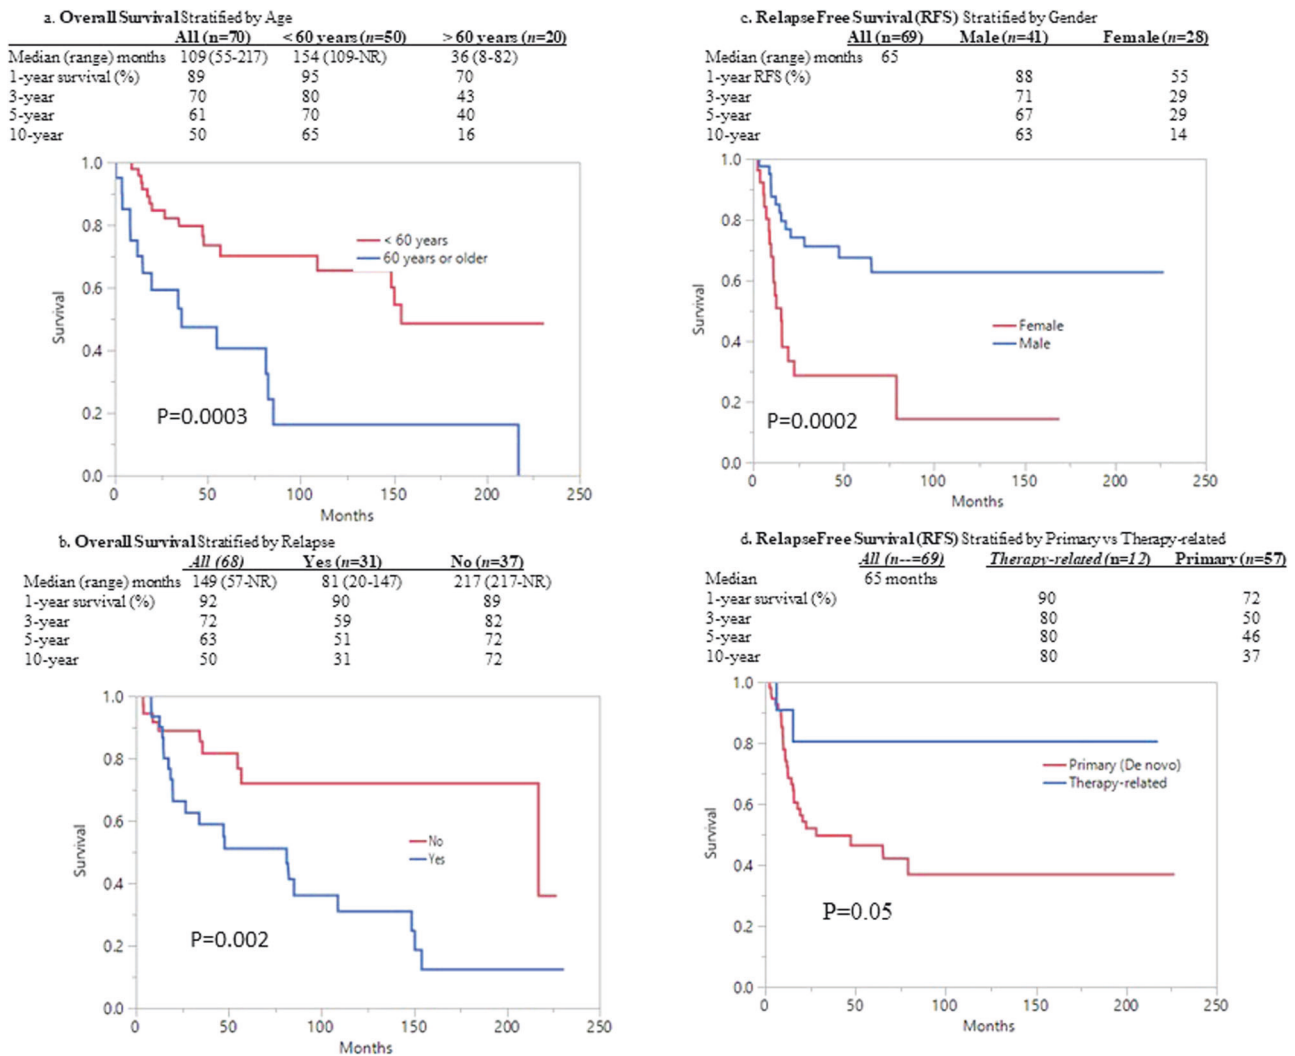 a. Overall Survival Stratified by Age
All (n=70) < 60 years (n=50) > 60 years (n=20)
Median (range) months 109 (55-217) 154 (109-NR) 36 (8-82)
1-year survival (%) 89 95 70
3-year 70 80 43
5-year 61 70 40
10-year 50 65 16
1.0
0.8
0.6
0.4
0.2
0.0
Survival
< 60 years
60 years or older
P=0.0003
0 50 100 150 200 250
Months
b. Overall Survival Stratified by Relapse
All (68) Yes (n=31) No (n=37)
Median (range) months 149 (57-NR) 81 (20-147) 217 (217-NR)
1-year survival (%) 92 90 89
3-year 72 59 82
5-year 63 51 72
10-year 50 31 72
1.0
0.8
0.6
0.4
0.2
0.0
Survival
No
Yes
P=0.002
0 50 100 150 200 250
Months
c. Relapse Free Survival (RFS) Stratified by Gender
All (n=69) Male (n=41) Female (n=28)
Median (range) months 65
1-year RFS (%) 88 55
3-year 71 29
5-year 67 29
10-year 63 14
1.0
0.8
0.6
0.4
0.2
0.0
Survival
Female
Male
P=0.0002
0 50 100 150 200 250
Months
d. Relapse Free Survival (RFS) Stratified by Primary vs Therapy-related
All (n--=69) Therapy-related (n=12) Primary (n=57)
Median 65 months
1-year survival (%) 90 72
3-year 80 50
5-year 80 46
10-year 80 37
1.0
0.8
0.6
0.4
0.2
0.0
Survival
Primary (De novo)
Therapy-related
P=0.05
0 50 100 150 200 250
Months